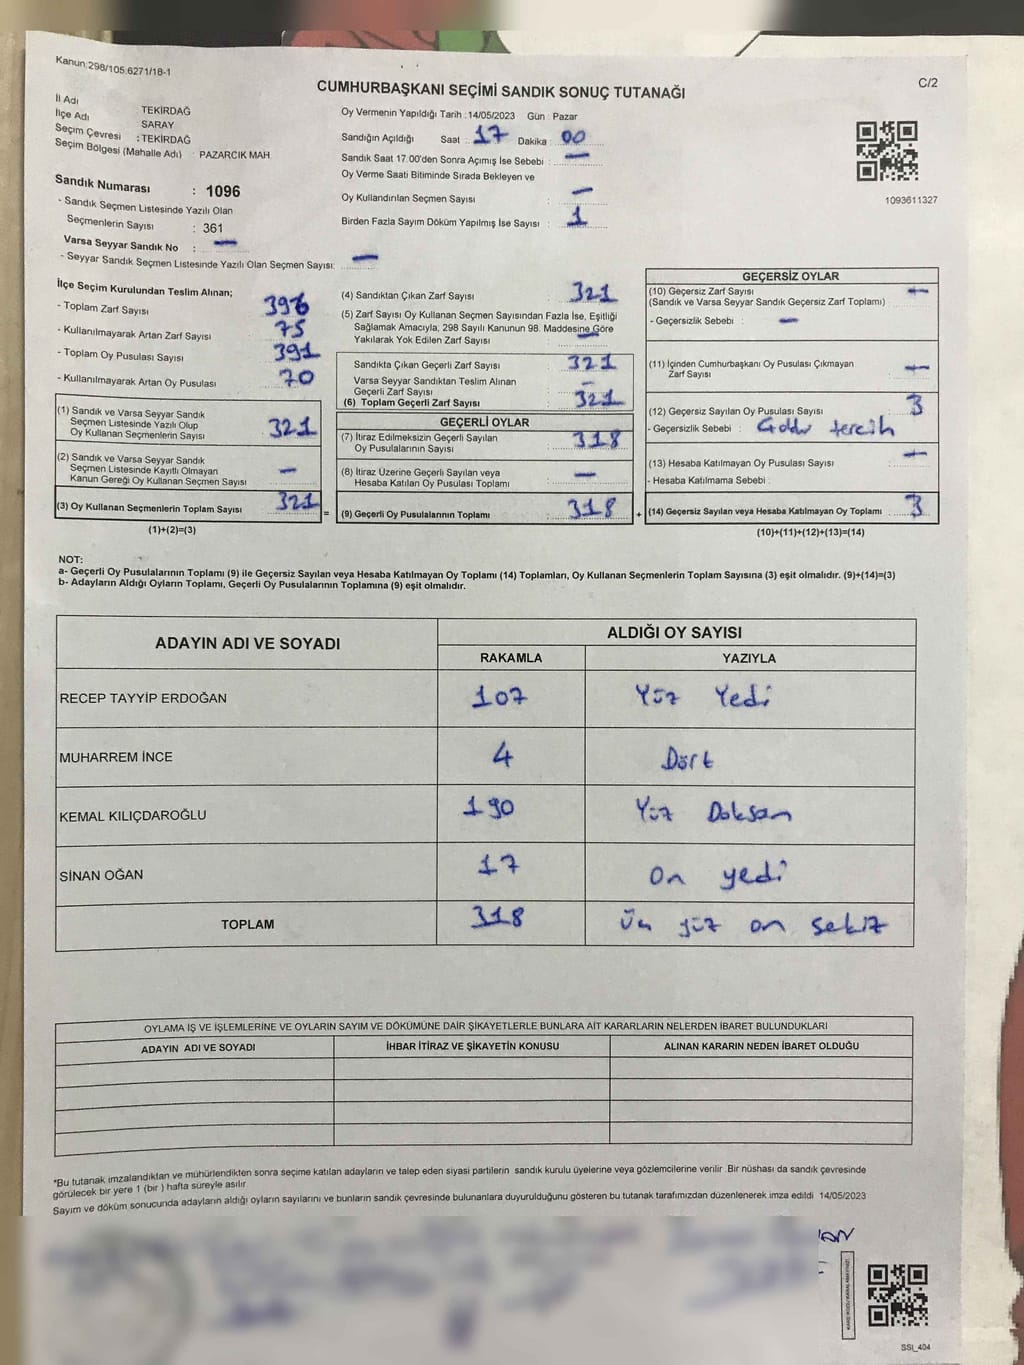 Kanun:298/105.6271/18-1
C/2
CUMHURBAŞKANI SEÇİMİ SANDIK SONUÇ TUTANAĞI
İl Adı TEKİRDAĞ
İlçe Adı SARAY
Seçim Çevresi : TEKİRDAĞ
Seçim Bölgesi (Mahalle Adı) : PAZARCIK MAH
Sandık Numarası : 1096
- Sandık Seçmen Listesinde Yazılı Olan
Seçmenlerin Sayısı : 361
Varsa Seyyar Sandık No : —
- Seyyar Sandık Seçmen Listesinde Yazılı Olan Seçmen Sayısı: —
Oy Vermenin Yapıldığı Tarih : 14/05/2023 Gün : Pazar
Sandığın Açıldığı Saat : 17 Dakika : 00
Sandık Saat 17.00'den Sonra Açımış İse Sebebi : —
Oy Verme Saati Bitiminde Sırada Bekleyen ve
Oy Kullandırılan Seçmen Sayısı : —
Birden Fazla Sayım Döküm Yapılmış İse Sayısı : 1
1093611327
İlçe Seçim Kurulundan Teslim Alınan;
- Toplam Zarf Sayısı 396
- Kullanılmayarak Artan Zarf Sayısı 75
- Toplam Oy Pusulası Sayısı 391
- Kullanılmayarak Artan Oy Pusulası 70
(1) Sandık ve Varsa Seyyar Sandık
Seçmen Listesinde Yazılı Olup
Oy Kullanan Seçmenlerin Sayısı 321
(2) Sandık ve Varsa Seyyar Sandık
Seçmen Listesinde Kayıtlı Olmayan
Kanun Gereği Oy Kullanan Seçmen Sayısı —
(3) Oy Kullanan Seçmenlerin Toplam Sayısı 321
(1)+(2)=(3)
(4) Sandıktan Çıkan Zarf Sayısı 321
(5) Zarf Sayısı Oy Kullanan Seçmen Sayısından Fazla İse, Eşitliği
Sağlamak Amacıyla, 298 Sayılı Kanunun 98. Maddesine Göre
Yakılarak Yok Edilen Zarf Sayısı —
Sandıkta Çıkan Geçerli Zarf Sayısı 321
Varsa Seyyar Sandıktan Teslim Alınan
Geçerli Zarf Sayısı —
(6) Toplam Geçerli Zarf Sayısı 321
GEÇERLİ OYLAR
(7) İtiraz Edilmeksizin Geçerli Sayılan
Oy Pusulalarının Sayısı 318
(8) İtiraz Üzerine Geçerli Sayılan veya
Hesaba Katılan Oy Pusulası Toplamı —
= (9) Geçerli Oy Pusulalarının Toplamı 318 +
GEÇERSİZ OYLAR
(10) Geçersiz Zarf Sayısı —
(Sandık ve Varsa Seyyar Sandık Geçersiz Zarf Toplamı)
- Geçersizlik Sebebi : —
(11) İçinden Cumhurbaşkanı Oy Pusulası Çıkmayan
Zarf Sayısı —
(12) Geçersiz Sayılan Oy Pusulası Sayısı 3
- Geçersizlik Sebebi : tercih
(13) Hesaba Katılmayan Oy Pusulası Sayısı —
- Hesaba Katılmama Sebebi :
(14) Geçersiz Sayılan veya Hesaba Katılmayan Oy Toplamı 3
(10)+(11)+(12)+(13)=(14)
NOT:
a- Geçerli Oy Pusulalarının Toplamı (9) ile Geçersiz Sayılan veya Hesaba Katılmayan Oy Toplamı (14) Toplamları, Oy Kullanan Seçmenlerin Toplam Sayısına (3) eşit olmalıdır. (9)+(14)=(3)
b- Adayların Aldığı Oyların Toplamı, Geçerli Oy Pusulalarının Toplamına (9) eşit olmalıdır.
ADAYIN ADI VE SOYADI ALDIĞI OY SAYISI
RAKAMLA YAZIYLA
RECEP TAYYİP ERDOĞAN 107 Yüz Yedi
MUHARREM İNCE 4 Dört
KEMAL KILIÇDAROĞLU 190 Yüz Doksan
SİNAN OĞAN 17 On yedi
TOPLAM 318 Üç yüz on sekiz
OYLAMA İŞ VE İŞLEMLERİNE VE OYLARIN SAYIM VE DÖKÜMÜNE DAİR ŞİKAYETLERLE BUNLARA AİT KARARLARIN NELERDEN İBARET BULUNDUKLARI
ADAYIN ADI VE SOYADI İHBAR İTİRAZ VE ŞİKAYETİN KONUSU ALINAN KARARIN NEDEN İBARET OLDUĞU
*Bu tutanak imzalandıktan ve mühürlendikten sonra seçime katılan adayların ve talep eden siyasi partilerin sandık kurulu üyelerine veya gözlemcilerine verilir .Bir nüshası da sandık çevresinde
görülecek bir yere 1 (bir ) hafta süreyle asılır.
Sayım ve döküm sonucunda adayların aldığı oyların sayılarını ve bunların sandık çevresinde bulunanlara duyurulduğunu gösteren bu tutanak tarafımızdan düzenlenerek imza edildi 14/05/2023
SSI_404